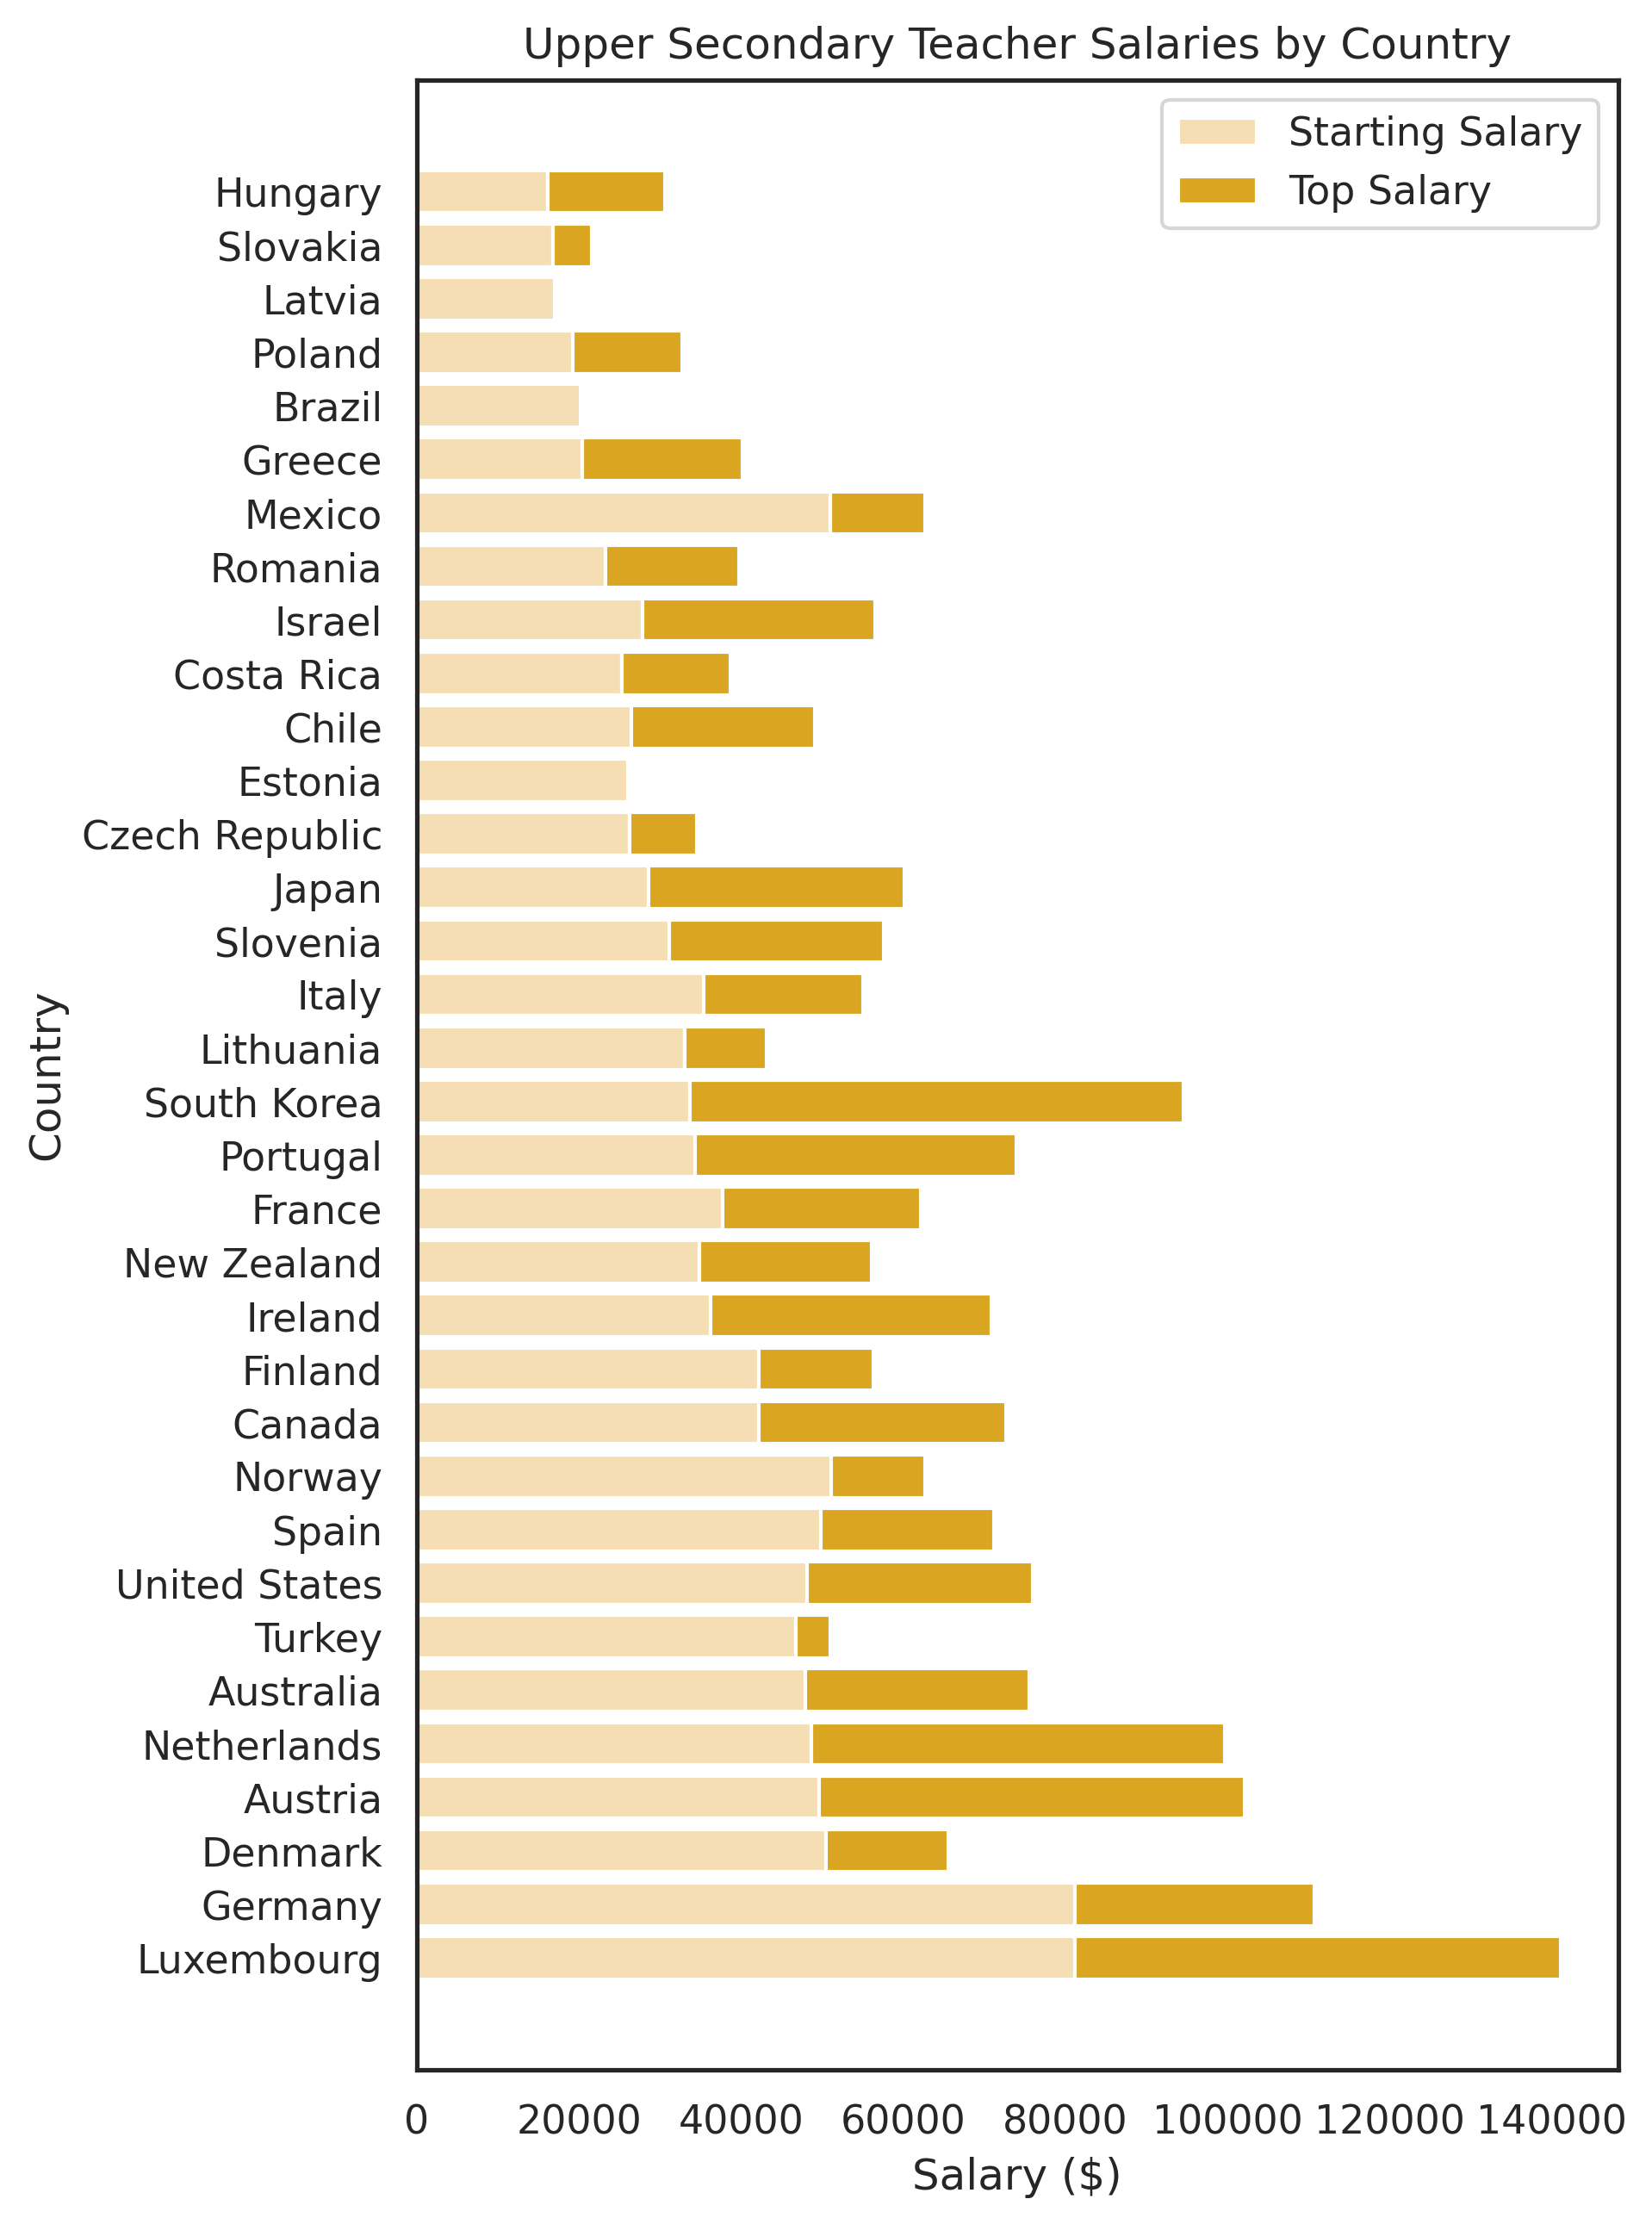 Upper Secondary Teacher Salaries by Country
Starting Salary
Top Salary
Hungary
Slovakia
Latvia
Poland
Brazil
Greece
Mexico
Romania
Israel
Costa Rica
Chile
Estonia
Czech Republic
Japan
Slovenia
Italy
Lithuania
South Korea
Portugal
France
New Zealand
Ireland
Finland
Canada
Norway
Spain
United States
Turkey
Australia
Netherlands
Austria
Denmark
Germany
Luxembourg
Country
0 20000 40000 60000 80000 100000 120000 140000
Salary ($)